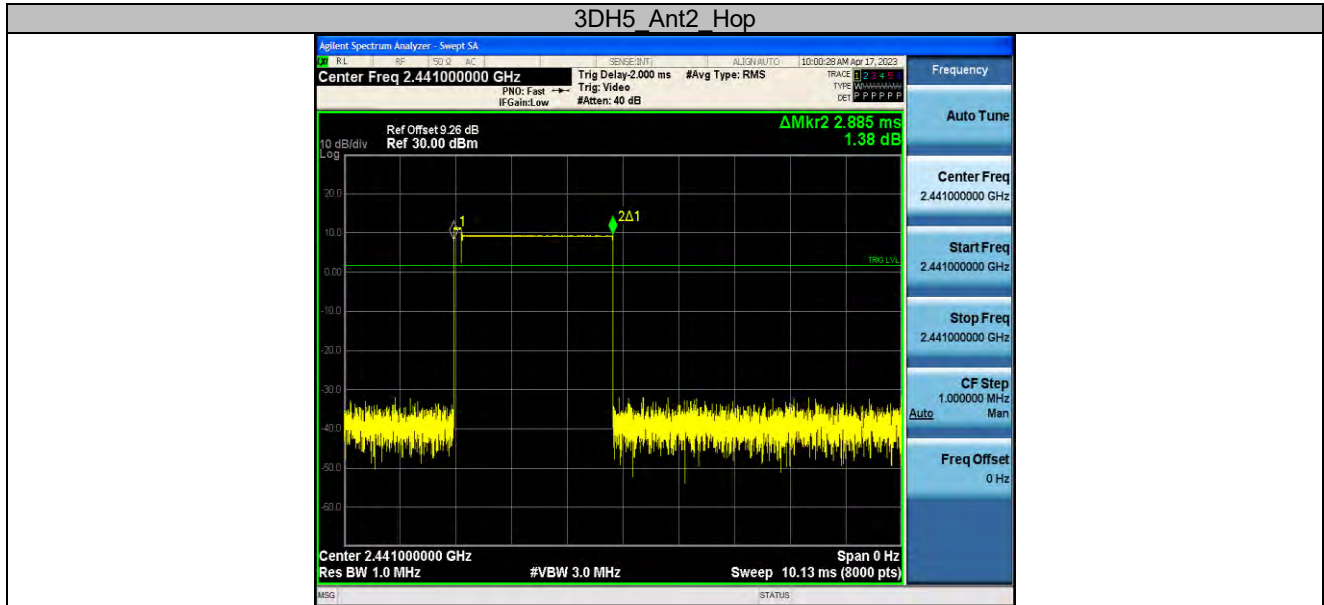 3DH5_Ant2_Hop
Agilent Spectrum Analyzer - Swept SA
RL RF 50 Ω AC SENSE:INT ALIGN AUTO 10:00:28 AM Apr 17, 2023
Center Freq 2.441000000 GHz
PNO: Fast
IFGain:Low
Trig Delay-2.000 ms
Trig: Video
#Atten: 40 dB
#Avg Type: RMS
TRACE 1 2 3 4 5 6
TYPE
DET P P P P P P
ΔMkr2 2.885 ms
1.38 dB
Ref Offset 9.26 dB
10 dB/div Ref 30.00 dBm
Log
20.0
10.0
0.00
-10.0
-20.0
-30.0
-40.0
-50.0
-60.0
1
2Δ1
TRIG LVL
Center 2.441000000 GHz Span 0 Hz
Res BW 1.0 MHz #VBW 3.0 MHz Sweep 10.13 ms (8000 pts)
MSG STATUS
Frequency
Auto Tune
Center Freq
2.441000000 GHz
Start Freq
2.441000000 GHz
Stop Freq
2.441000000 GHz
CF Step
1.000000 MHz
Auto Man
Freq Offset
0 Hz